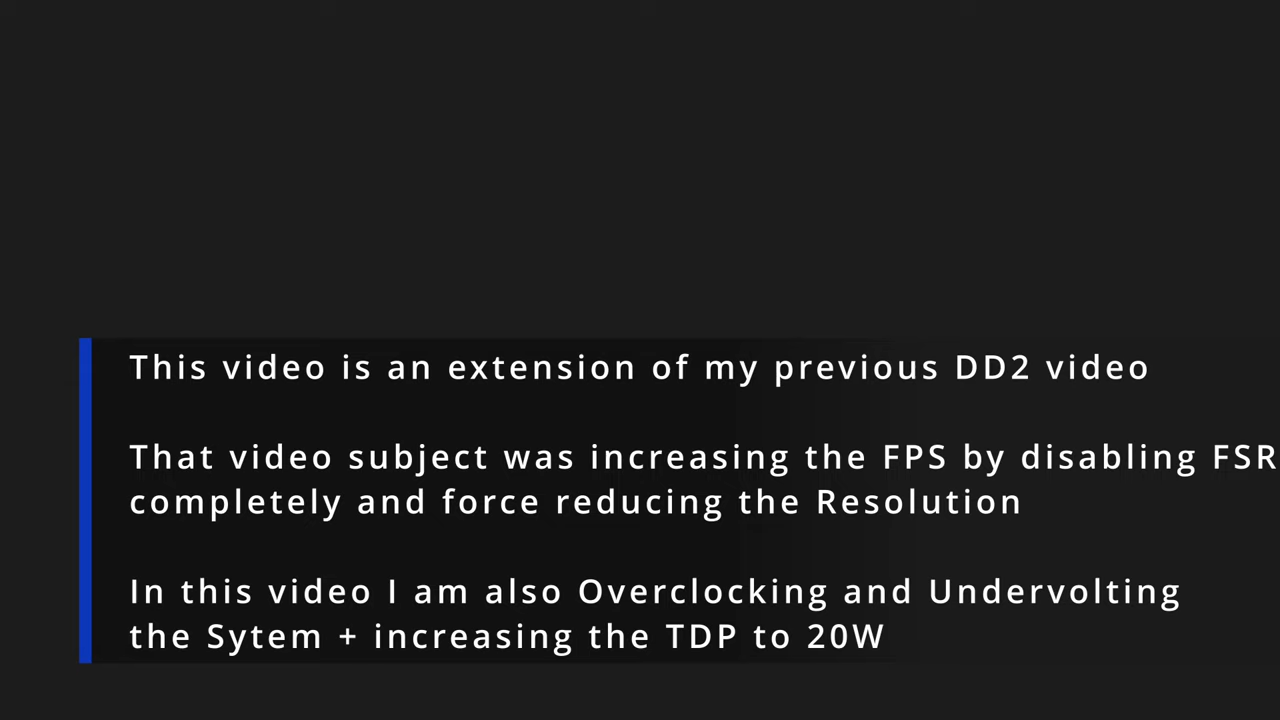 This video is an extension of my previous DD2 video
That video subject was increasing the FPS by disabling FSR
completely and force reducing the Resolution
In this video I am also Overclocking and Undervolting
the Sytem + increasing the TDP to 20W